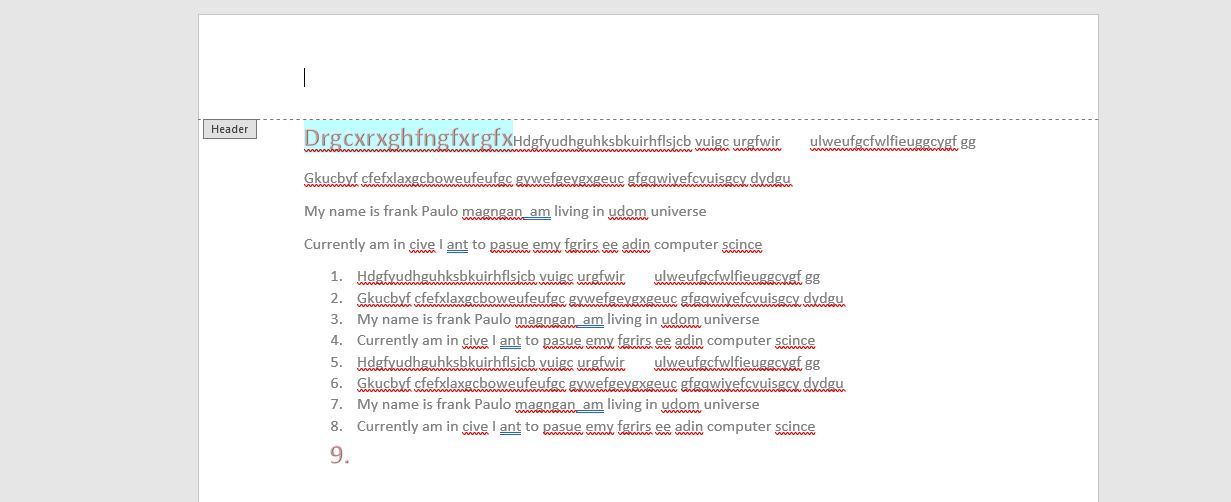 Header
Drgcxrxghfngfxrgfx Hdgfyudhguhksbkuirhflsjcb vuigc urgfwir ulweufgcfwlfieuggcygf gg
Gkucbyf cfefxlaxgcboweufeufgc gywefgeygxgeuc gfgqwiyefcvuisgcy dydgu
My name is frank Paulo magngan am living in udom universe
Currently am in cive I ant to pasue emy fgrirs ee adin computer scince
1. Hdgfyudhguhksbkuirhflsjcb vuigc urgfwir ulweufgcfwlfieuggcygf gg
2. Gkucbyf cfefxlaxgcboweufeufgc gywefgeygxgeuc gfgqwiyefcvuisgcy dydgu
3. My name is frank Paulo magngan am living in udom universe
4. Currently am in cive I ant to pasue emy fgrirs ee adin computer scince
5. Hdgfyudhguhksbkuirhflsjcb vuigc urgfwir ulweufgcfwlfieuggcygf gg
6. Gkucbyf cfefxlaxgcboweufeufgc gywefgeygxgeuc gfgqwiyefcvuisgcy dydgu
7. My name is frank Paulo magngan am living in udom universe
8. Currently am in cive I ant to pasue emy fgrirs ee adin computer scince
9.